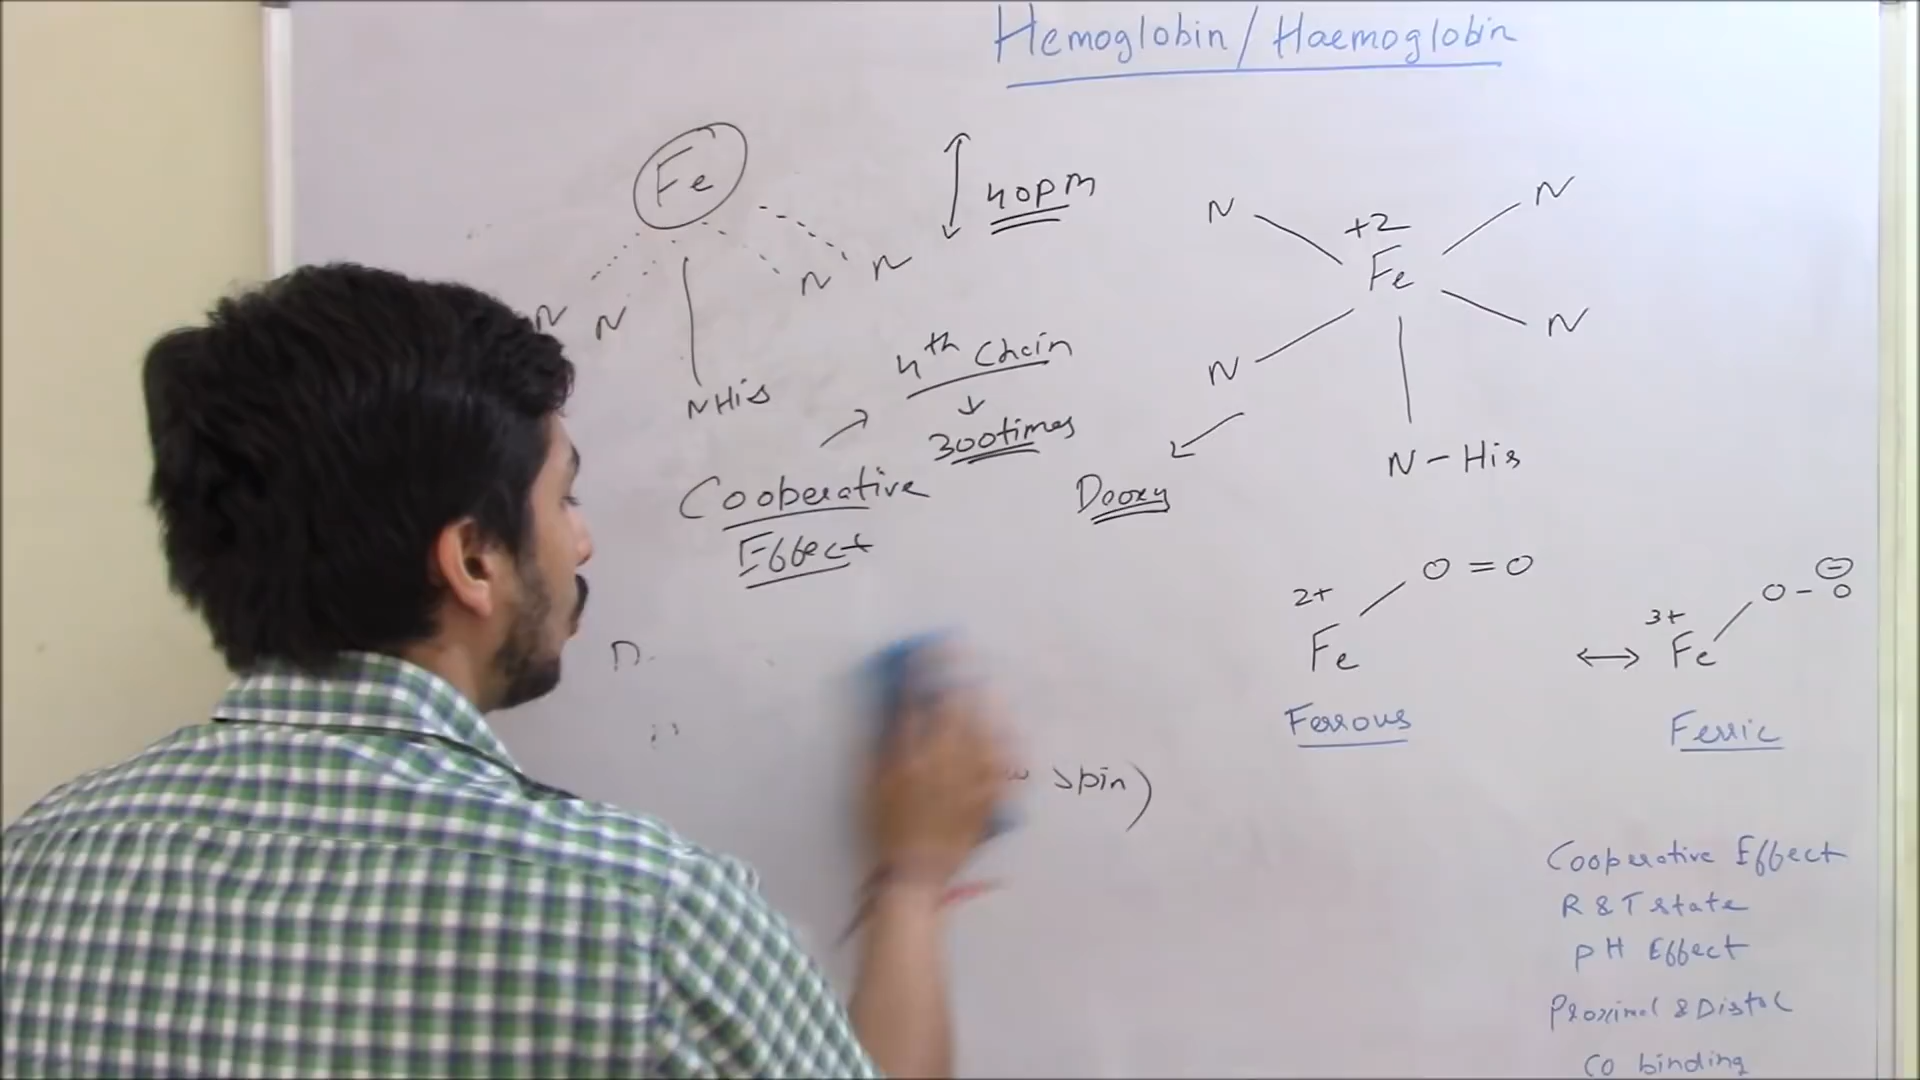 Hemoglobin / Haemoglobin
Fe
40pm
N
N
N
N
NHis
4th Chain
300times
Cooperative
Effect
N
N
+2
Fe
N
N
N - His
Dooxy
2+
Fe
O = O
Ferrous
3+
Fe
O - O
Ferric
spin)
Cooperative Effect
R & T state
pH Effect
Proximal & Distal
CO binding